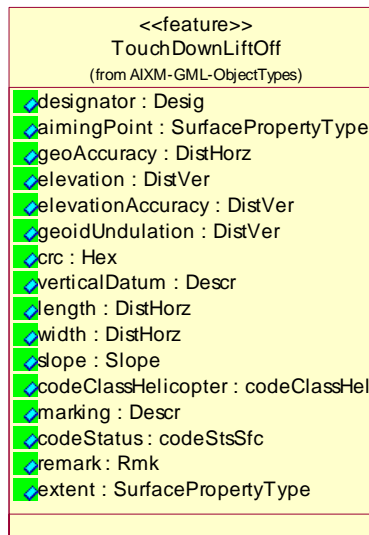 <<feature>>
TouchDownLiftOff
(from AIXM-GML-ObjectTypes)
designator : Desig
aimingPoint : SurfacePropertyType
geoAccuracy : DistHorz
elevation : DistVer
elevationAccuracy : DistVer
geoidUndulation : DistVer
crc : Hex
verticalDatum : Descr
length : DistHorz
width : DistHorz
slope : Slope
codeClassHelicopter : codeClassHel
marking : Descr
codeStatus : codeStsSfc
remark : Rmk
extent : SurfacePropertyType